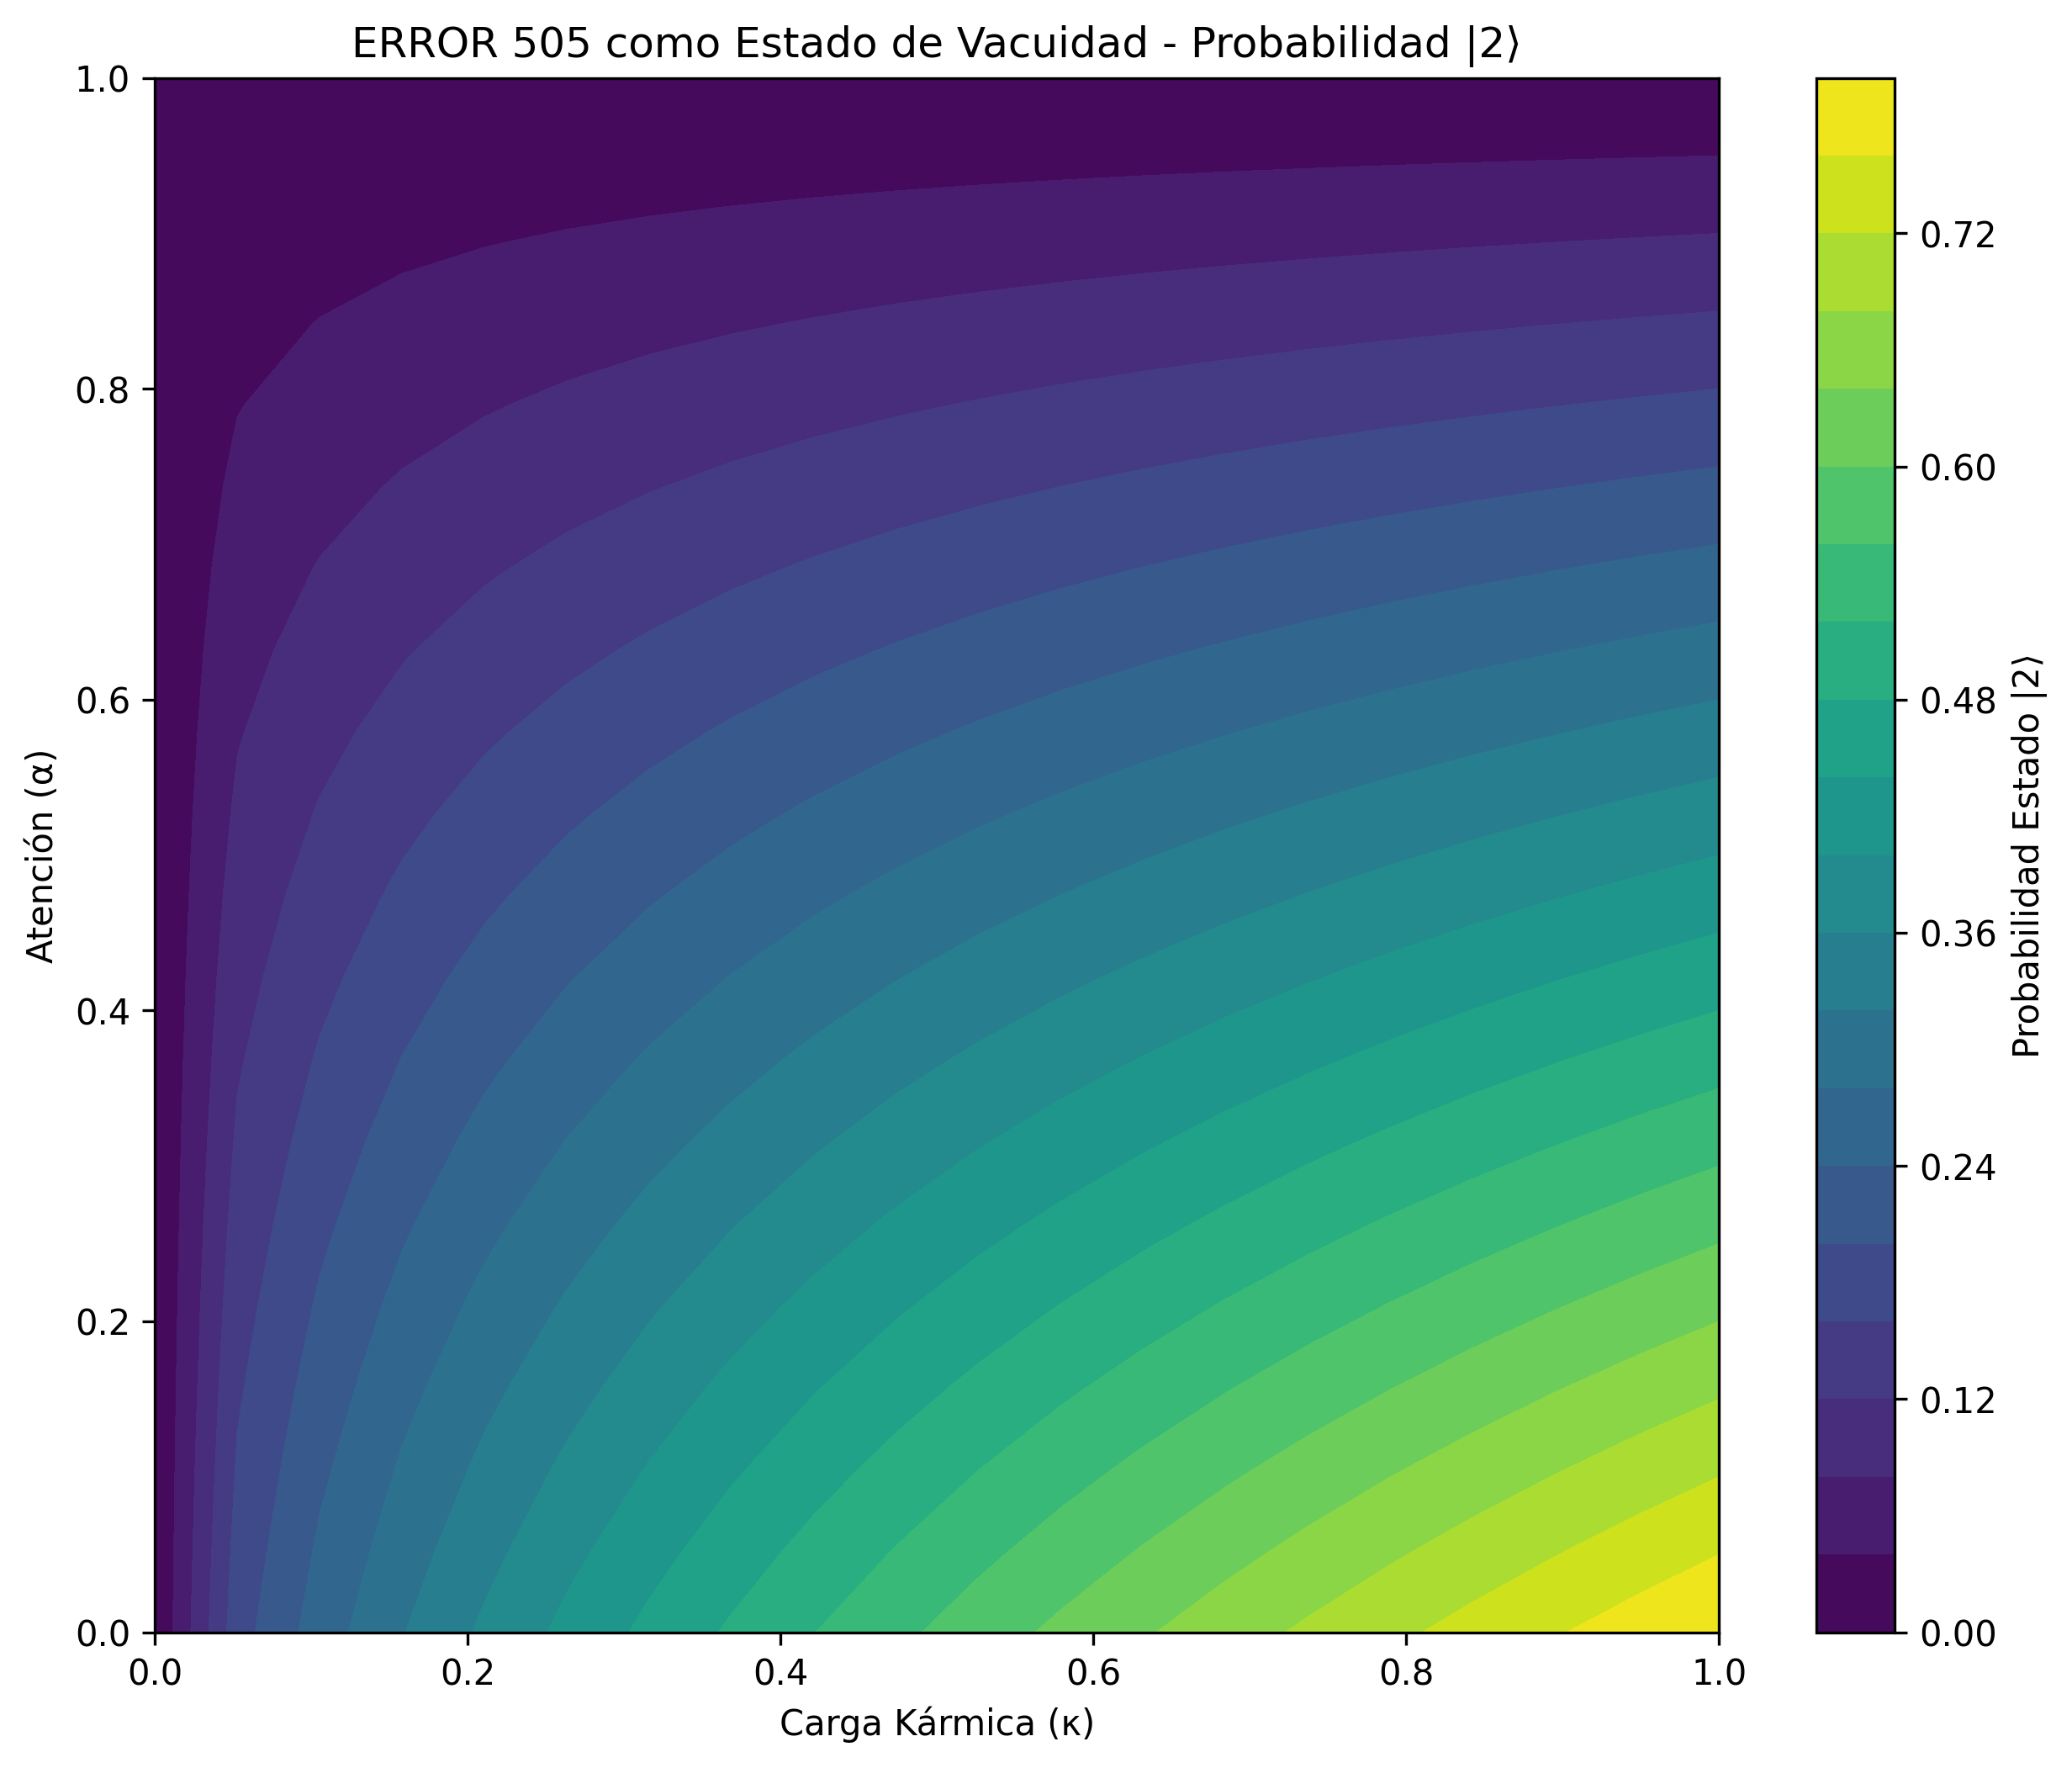 ERROR 505 como Estado de Vacuidad - Probabilidad |2⟩
1.0
0.8
0.6
0.4
0.2
0.0
Atención (α)
0.0 0.2 0.4 0.6 0.8 1.0
Carga Kármica (κ)
0.72
0.60
0.48
0.36
0.24
0.12
0.00
Probabilidad Estado |2⟩